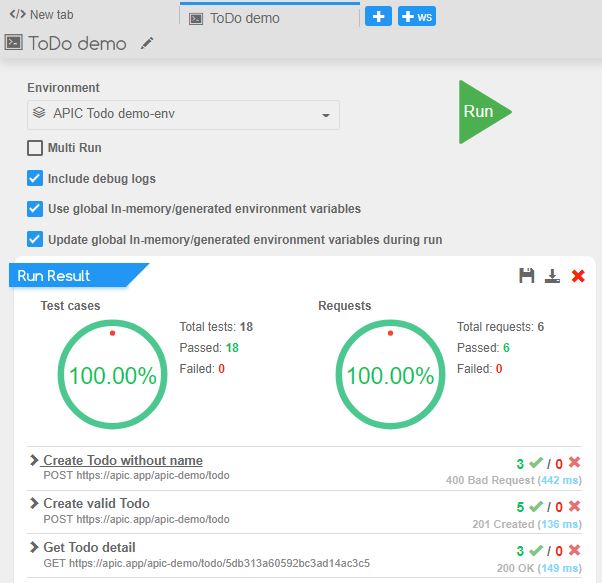 </> New tab
ToDo demo
+
+ ws
ToDo demo
Environment
APIC Todo demo-env
Run
Multi Run
Include debug logs
Use global In-memory/generated environment variables
Update global In-memory/generated environment variables during run
Run Result
Test cases
100.00%
Total tests: 18
Passed: 18
Failed: 0
Requests
100.00%
Total requests: 6
Passed: 6
Failed: 0
Create Todo without name
3 / 0
POST https://apic.app/apic-demo/todo
400 Bad Request (442 ms)
Create valid Todo
5 / 0
POST https://apic.app/apic-demo/todo
201 Created (136 ms)
Get Todo detail
3 / 0
GET https://apic.app/apic-demo/todo/5db313a60592bc3ad14ac3c5
200 OK (149 ms)